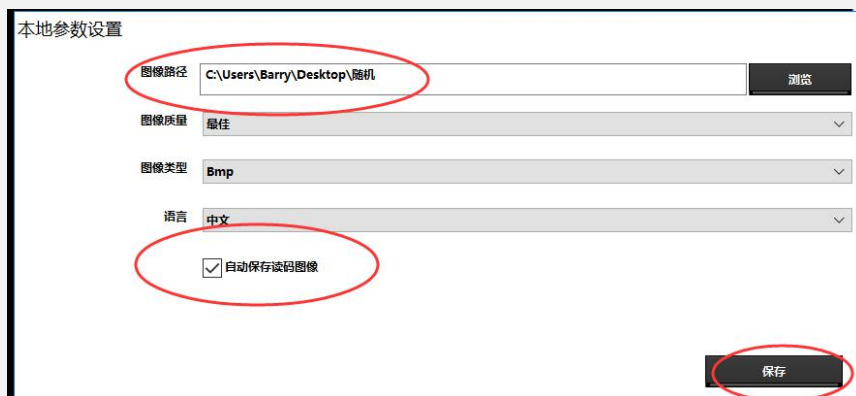 本地参数设置
图像路径 C:\Users\Barry\Desktop\随机 浏览
图像质量 最佳
图像类型 Bmp
语言 中文
自动保存读码图像
保存